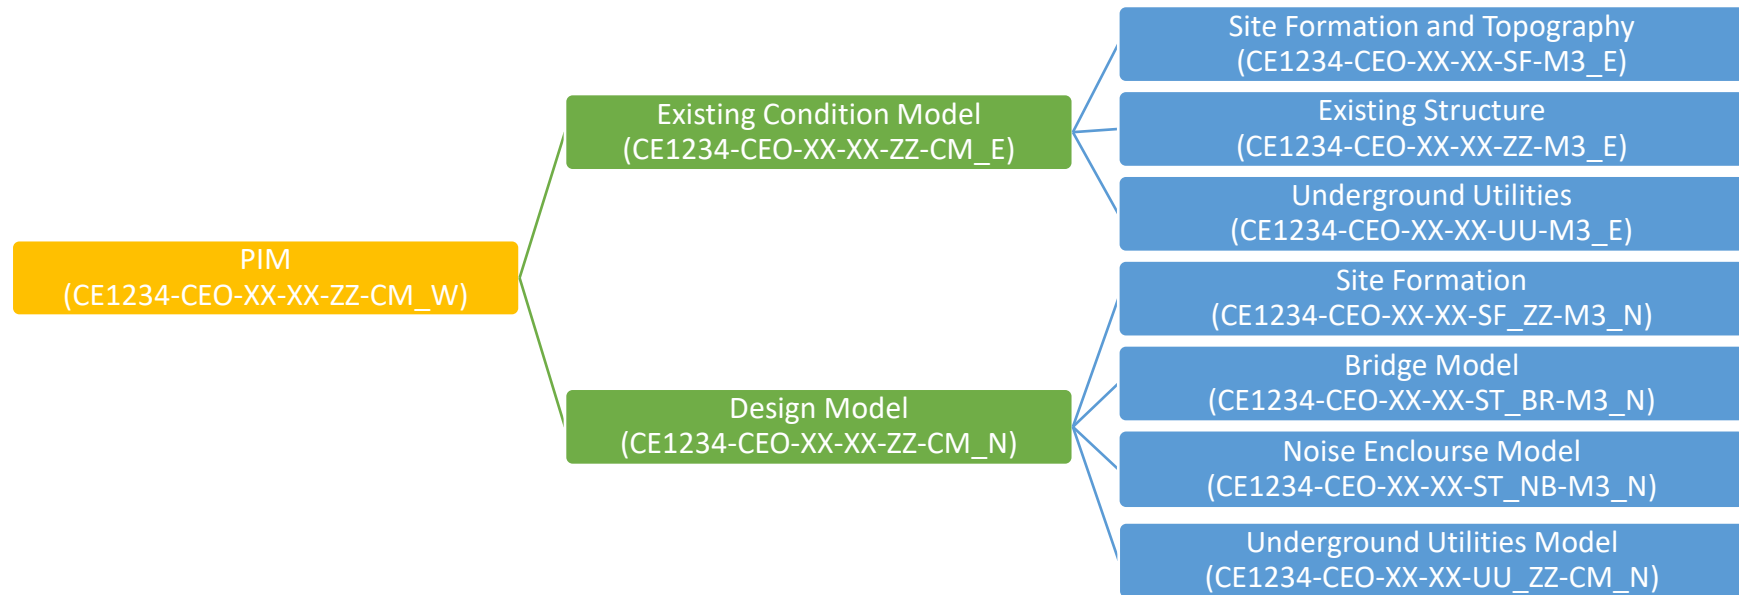 PIM
(CE1234-CEO-XX-XX-ZZ-CM_W)
Existing Condition Model
(CE1234-CEO-XX-XX-ZZ-CM_E)
Design Model
(CE1234-CEO-XX-XX-ZZ-CM_N)
Site Formation and Topography
(CE1234-CEO-XX-XX-SF-M3_E)
Existing Structure
(CE1234-CEO-XX-XX-ZZ-M3_E)
Underground Utilities
(CE1234-CEO-XX-XX-UU-M3_E)
Site Formation
(CE1234-CEO-XX-XX-SF_ZZ-M3_N)
Bridge Model
(CE1234-CEO-XX-XX-ST_BR-M3_N)
Noise Enclourse Model
(CE1234-CEO-XX-XX-ST_NB-M3_N)
Underground Utilities Model
(CE1234-CEO-XX-XX-UU_ZZ-CM_N)